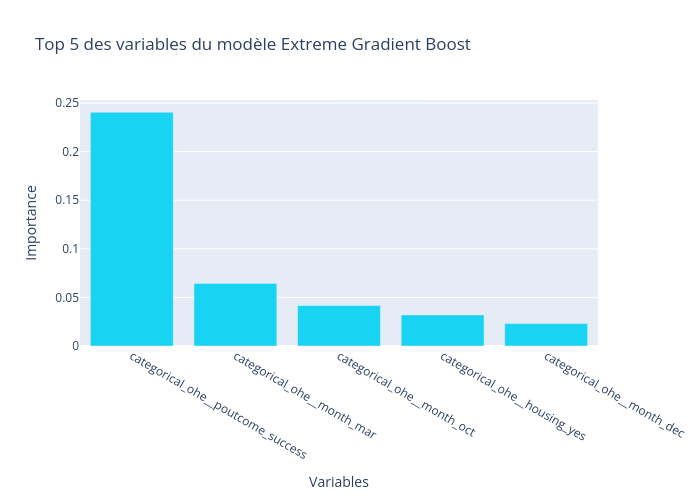 Top 5 des variables du modèle Extreme Gradient Boost
0.25
0.2
0.15
0.1
0.05
0
Importance
categorical_ohe__poutcome_success
categorical_ohe__month_mar
categorical_ohe__month_oct
categorical_ohe__housing_yes
categorical_ohe__month_dec
Variables